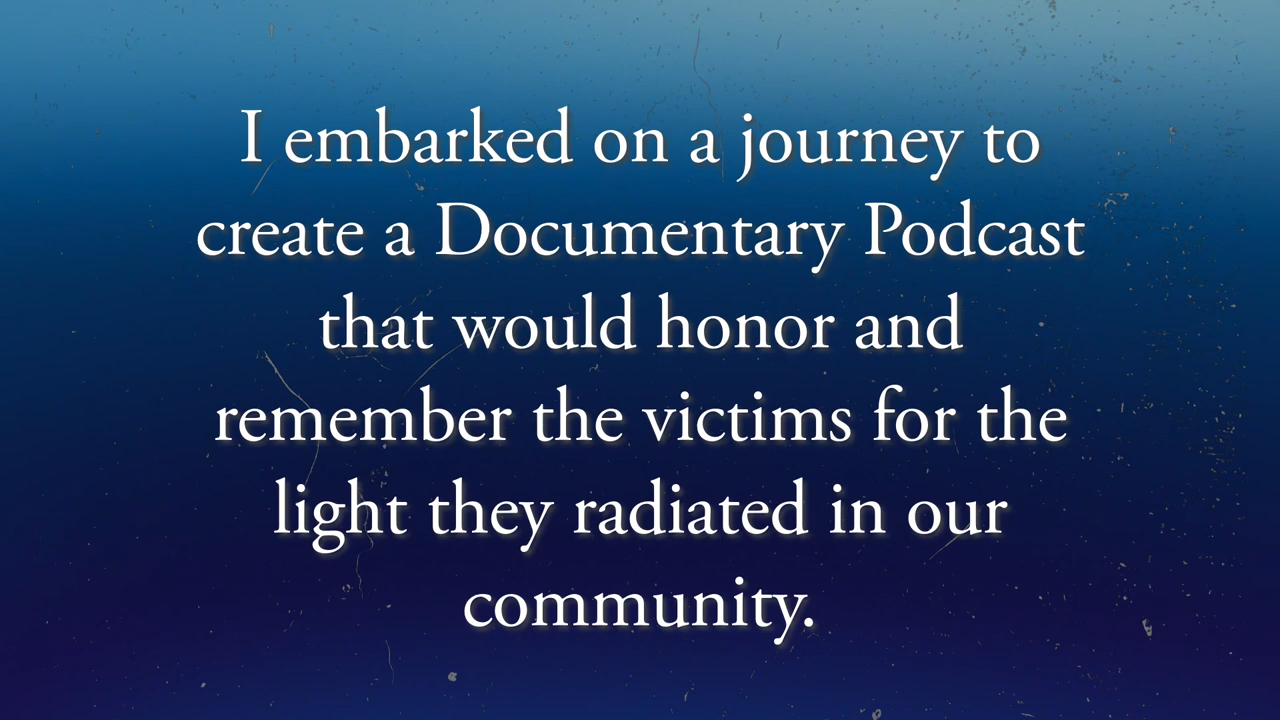 I embarked on a journey to
create a Documentary Podcast
that would honor and
remember the victims for the
light they radiated in our
community.